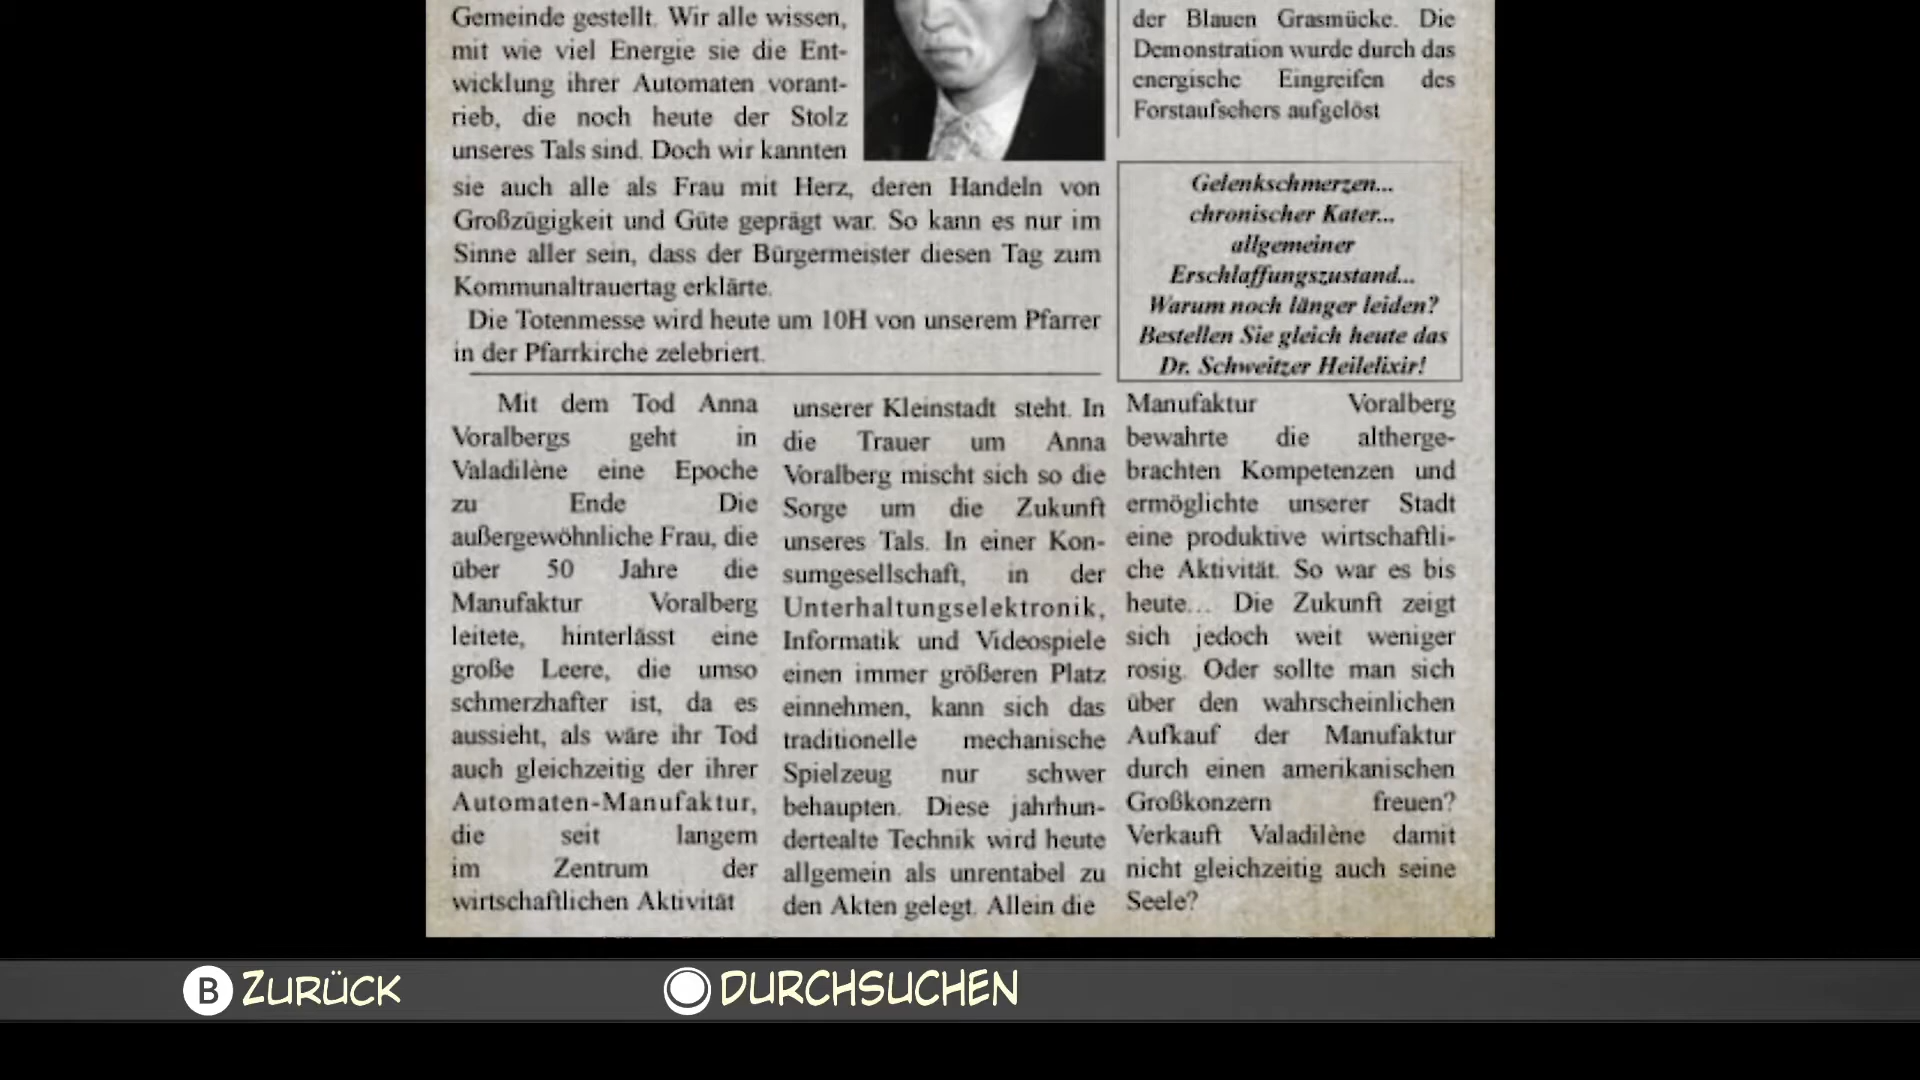 Gemeinde gestellt. Wir alle wissen,
mit wie viel Energie sie die Ent-
wicklung ihrer Automaten vorant-
rieb, die noch heute der Stolz
unseres Tals sind. Doch wir kannten
sie auch alle als Frau mit Herz, deren Handeln von
Großzügigkeit und Güte geprägt war. So kann es nur im
Sinne aller sein, dass der Bürgermeister diesen Tag zum
Kommunaltrauertag erklärte.
Die Totenmesse wird heute um 10H von unserem Pfarrer
in der Pfarrkirche zelebriert.
der Blauen Grasmücke. Die
Demonstration wurde durch das
energische Eingreifen des
Forstaufsehers aufgelöst
Gelenkschmerzen...
chronischer Kater...
allgemeiner
Erschlaffungszustand...
Warum noch länger leiden?
Bestellen Sie gleich heute das
Dr. Schweitzer Heilelixir!
Mit dem Tod Anna
Voralbergs geht in
Valadilène eine Epoche
zu Ende Die
außergewöhnliche Frau, die
über 50 Jahre die
Manufaktur Voralberg
leitete, hinterlässt eine
große Leere, die umso
schmerzhafter ist, da es
aussieht, als wäre ihr Tod
auch gleichzeitig der ihrer
Automaten-Manufaktur,
die seit langem
im Zentrum der
wirtschaftlichen Aktivität
unserer Kleinstadt steht. In
die Trauer um Anna
Voralberg mischt sich so die
Sorge um die Zukunft
unseres Tals. In einer Kon-
sumgesellschaft, in der
Unterhaltungselektronik,
Informatik und Videospiele
einen immer größeren Platz
einnehmen, kann sich das
traditionelle mechanische
Spielzeug nur schwer
behaupten. Diese jahrhun-
dertealte Technik wird heute
allgemein als unrentabel zu
den Akten gelegt. Allein die
Manufaktur Voralberg
bewahrte die altherge-
brachten Kompetenzen und
ermöglichte unserer Stadt
eine produktive wirtschaftli-
che Aktivität. So war es bis
heute... Die Zukunft zeigt
sich jedoch weit weniger
rosig. Oder sollte man sich
über den wahrscheinlichen
Aufkauf der Manufaktur
durch einen amerikanischen
Großkonzern freuen?
Verkauft Valadilène damit
nicht gleichzeitig auch seine
Seele?
B ZURÜCK
DURCHSUCHEN